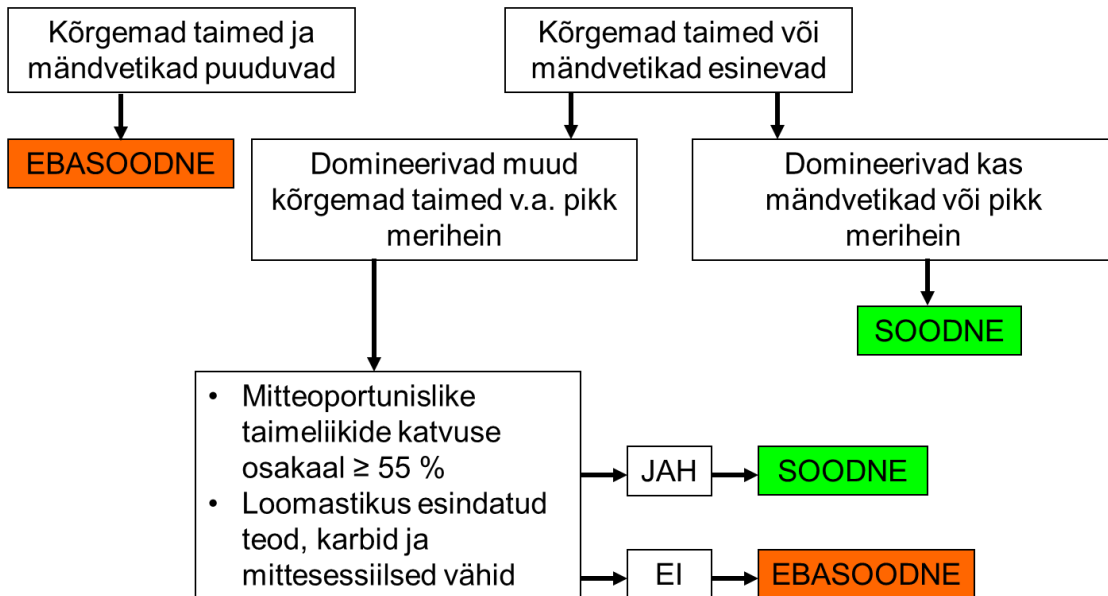 Kõrgemad taimed ja
mändvetikad puuduvad
Kõrgemad taimed või
mändvetikad esinevad
EBASOODNE
Domineerivad muud
kõrgemad taimed v.a. pikk
merihein
Domineerivad kas
mändvetikad või pikk
merihein
SOODNE
• Mitteoportunislike
taimeliikide katvuse
osakaal ≥ 55 %
• Loomastikus esindatud
teod, karbid ja
mittesessiilsed vähid
JAH
SOODNE
EI
EBASOODNE